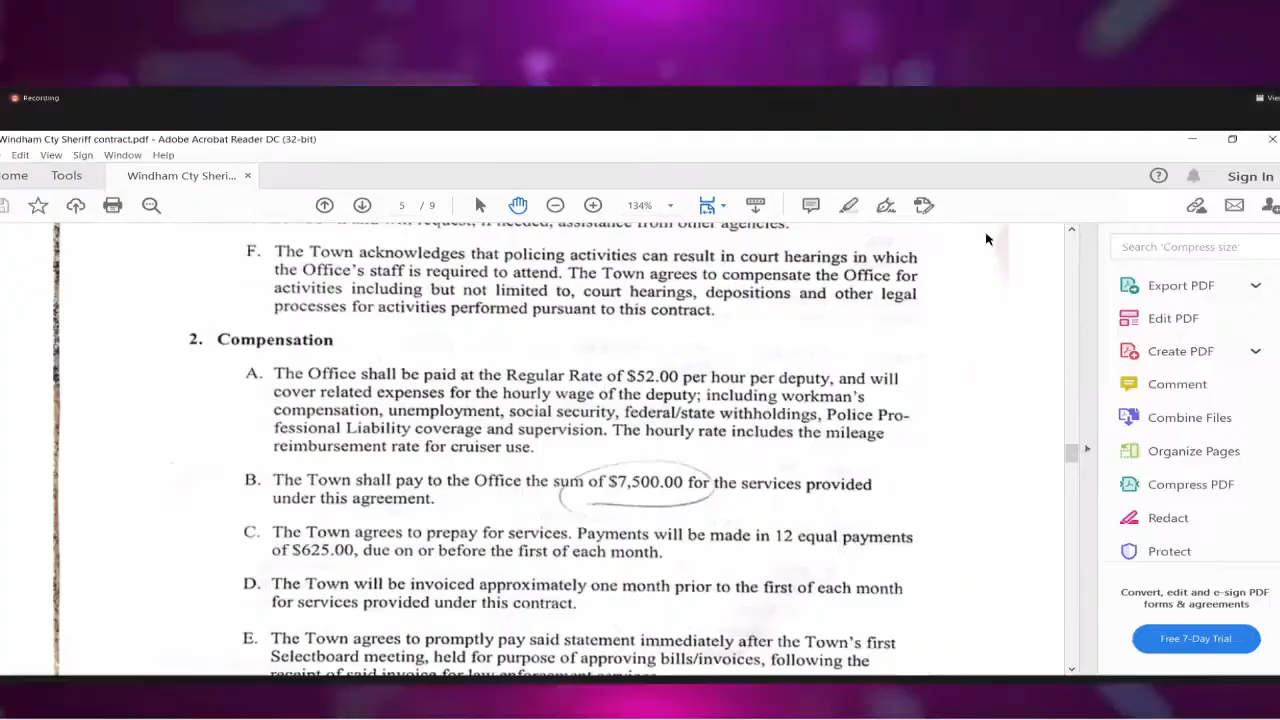 Recording
Vie
Windham Cty Sheriff contract.pdf - Adobe Acrobat Reader DC (32-bit)
Edit View Sign Window Help
ome Tools Windham Cty Sheri... × Sign In
5 / 9 134%
assistance from other agencies.
F. The Town acknowledges that policing activities can result in court hearings in which
the Office's staff is required to attend. The Town agrees to compensate the Office for
activities including but not limited to, court hearings, depositions and other legal
processes for activities performed pursuant to this contract.
2. Compensation
A. The Office shall be paid at the Regular Rate of $52.00 per hour per deputy, and will
cover related expenses for the hourly wage of the deputy; including workman's
compensation, unemployment, social security, federal/state withholdings, Police Pro-
fessional Liability coverage and supervision. The hourly rate includes the mileage
reimbursement rate for cruiser use.
B. The Town shall pay to the Office the sum of $7,500.00 for the services provided
under this agreement.
C. The Town agrees to prepay for services. Payments will be made in 12 equal payments
of $625.00, due on or before the first of each month.
D. The Town will be invoiced approximately one month prior to the first of each month
for services provided under this contract.
E. The Town agrees to promptly pay said statement immediately after the Town's first
Selectboard meeting, held for purpose of approving bills/invoices, following the
receipt of said invoice for law enforcement services.
Search 'Compress size'
Export PDF
Edit PDF
Create PDF
Comment
Combine Files
Organize Pages
Compress PDF
Redact
Protect
Convert, edit and e-sign PDF
forms & agreements
Free 7-Day Trial